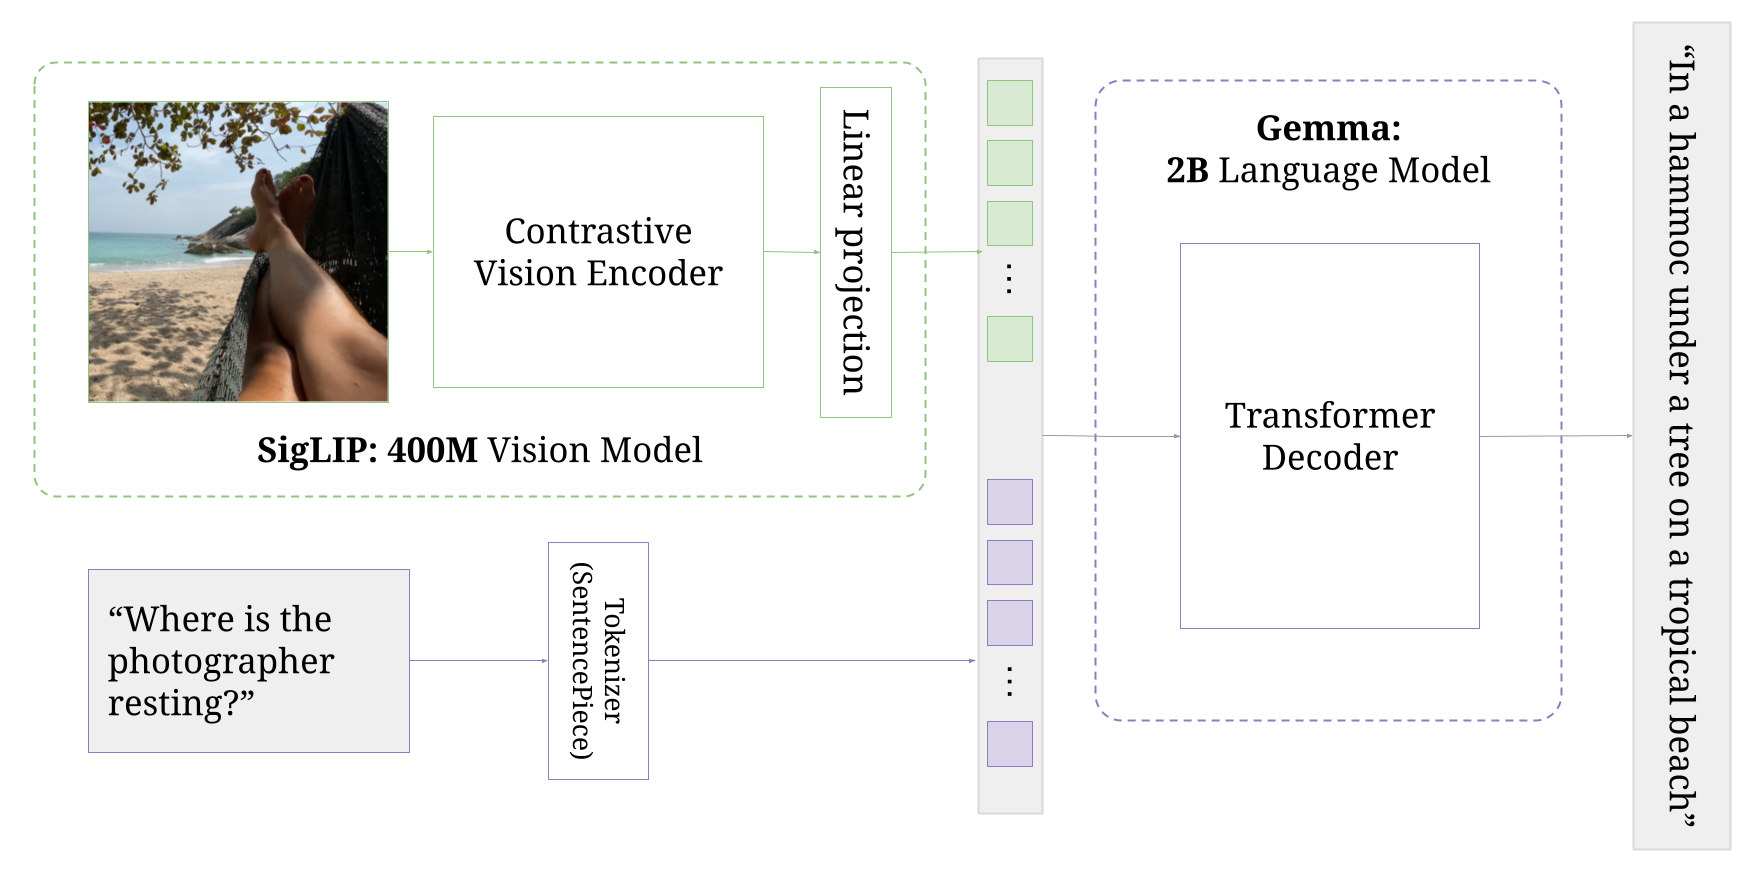 Contrastive
Vision Encoder
Linear projection
SigLIP: 400M Vision Model
“Where is the
photographer
resting?”
Tokenizer
(SentencePiece)
...
...
Gemma:
2B Language Model
Transformer
Decoder
“In a hammoc under a tree on a tropical beach”